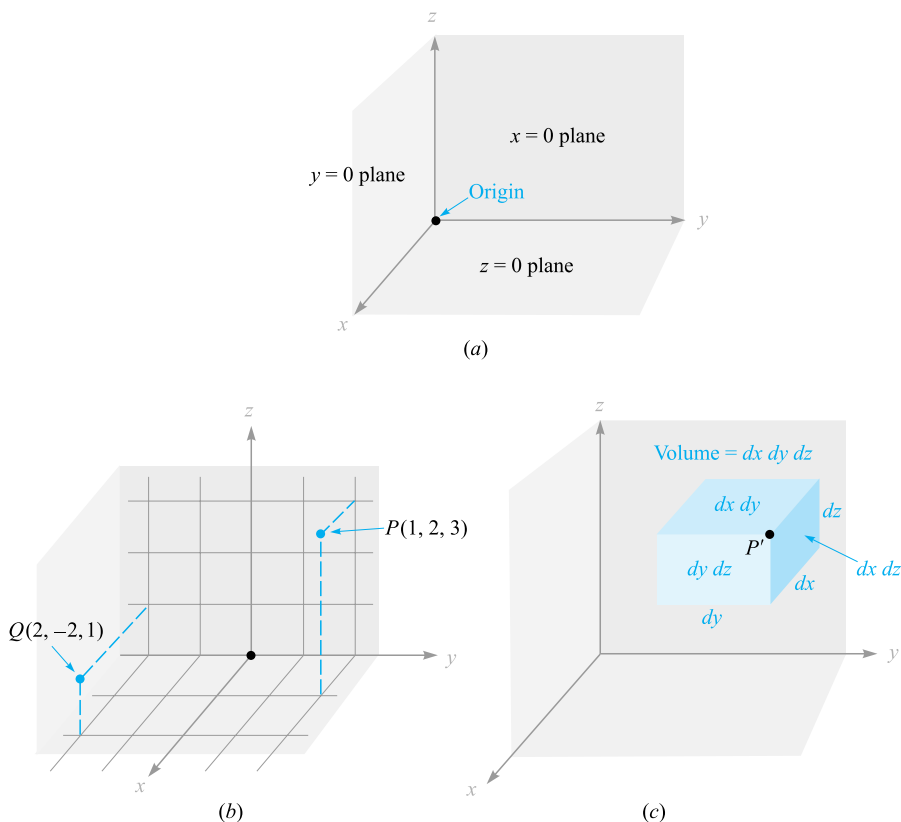 z
x = 0 plane
y = 0 plane
Origin
y
z = 0 plane
x
(a)
z
P(1, 2, 3)
Q(2, −2, 1)
y
x
(b)
z
Volume = dx dy dz
dx dy
dz
P′
dy dz
dx
dx dz
dy
y
x
(c)